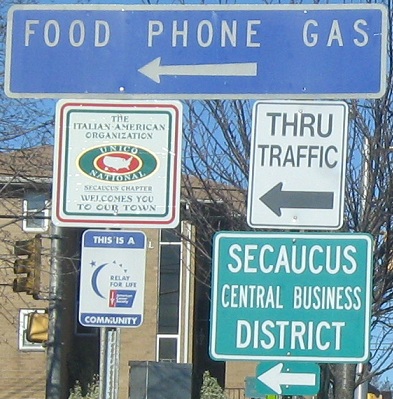 FOOD PHONE GAS
THE
ITALIAN-AMERICAN
ORGANIZATION
UNICO
NATIONAL
SECAUCUS CHAPTER
WELCOMES YOU
TO OUR TOWN
THRU
TRAFFIC
THIS IS A
RELAY
FOR LIFE
COMMUNITY
SECAUCUS
CENTRAL BUSINESS
DISTRICT